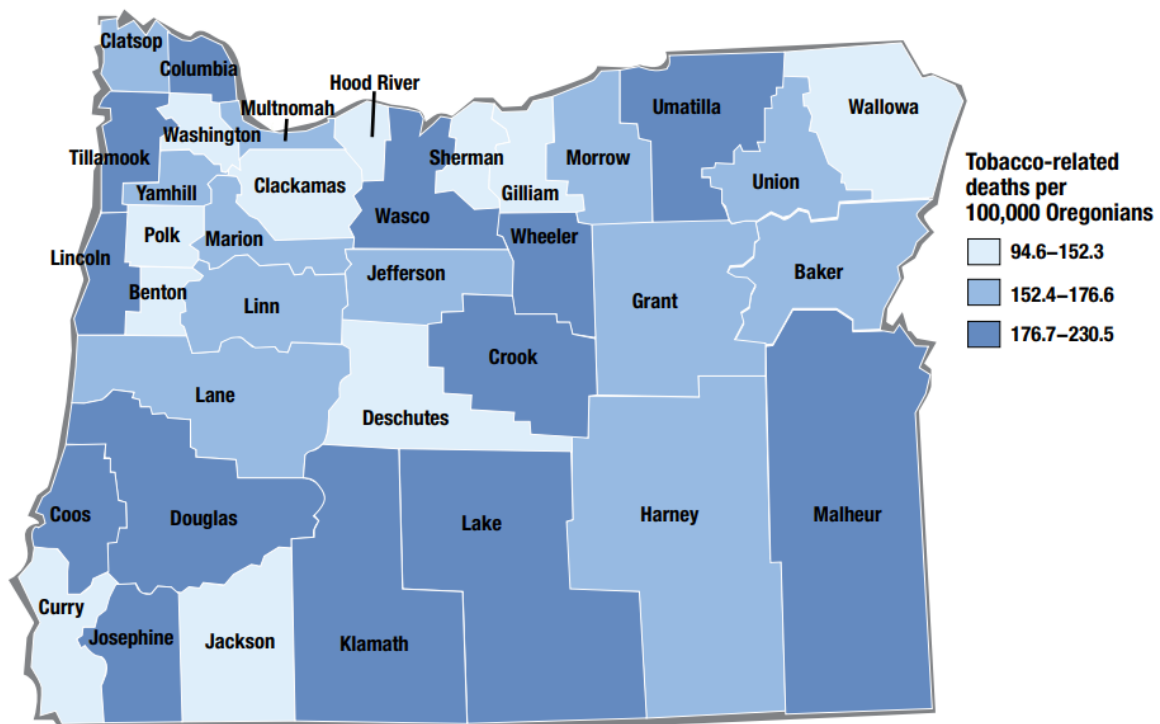 Clatsop
Columbia
Hood River
Multnomah
Washington
Tillamook
Yamhill
Clackamas
Sherman
Gilliam
Morrow
Umatilla
Wallowa
Union
Wasco
Polk
Marion
Lincoln
Wheeler
Jefferson
Benton
Linn
Grant
Baker
Crook
Lane
Deschutes
Coos
Douglas
Lake
Harney
Malheur
Curry
Josephine
Jackson
Klamath
Tobacco-related
deaths per
100,000 Oregonians
94.6–152.3
152.4–176.6
176.7–230.5